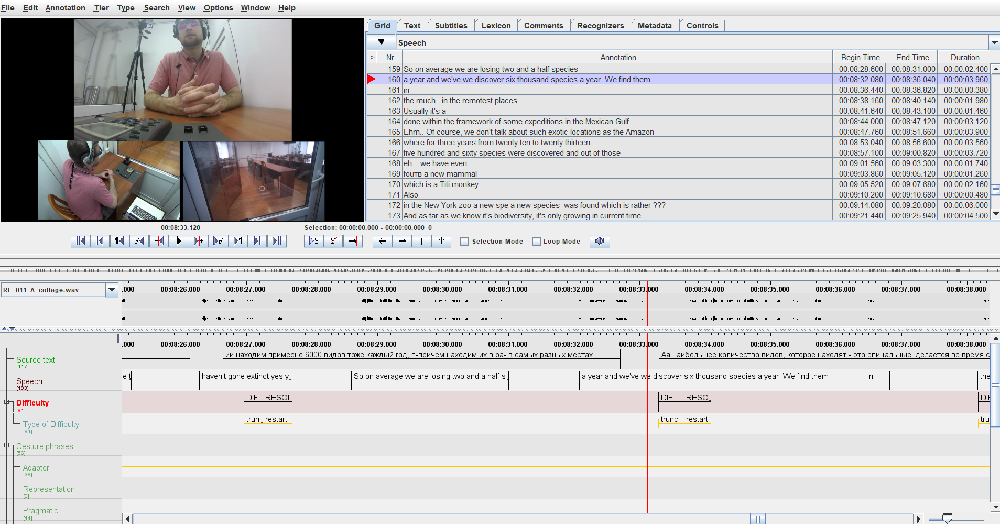 File Edit Annotation Tier Type Search View Options Window Help
Grid Text Subtitles Lexicon Comments Recognizers Metadata Controls
Speech
> Nr Annotation Begin Time End Time Duration
159 So on average we are losing two and a half species 00:08:28.600 00:08:31.000 00:00:02.400
160 a year and we've we discover six thousand species a year. We find them 00:08:32.080 00:08:36.040 00:00:03.960
161 in 00:08:36.440 00:08:36.820 00:00:00.380
162 the much.. in the remotest places. 00:08:38.160 00:08:40.140 00:00:01.980
163 Usually it's a 00:08:41.640 00:08:43.100 00:00:01.460
164 done within the framework of some expeditions in the Mexican Gulf. 00:08:44.000 00:08:47.120 00:00:03.120
165 Ehm.. Of course, we don't talk about such exotic locations as the Amazon 00:08:47.760 00:08:51.660 00:00:03.900
166 where for three years from twenty ten to twenty thirteen 00:08:53.040 00:08:56.600 00:00:03.560
167 five hundred and sixty species were discovered and out of those 00:08:57.100 00:09:00.820 00:00:03.720
168 eh... we have even 00:09:01.560 00:09:03.300 00:00:01.740
169 fouтв a new mammal 00:09:03.860 00:09:05.120 00:00:01.260
170 which is a Titi monkey. 00:09:05.520 00:09:07.680 00:00:02.160
171 Also 00:09:10.200 00:09:10.680 00:00:00.480
172 in the New York zoo a new spe a new species  was found which is rather ??? 00:09:14.080 00:09:20.080 00:00:06.000
173 And as far as we know it's biodiversity, it's only growing in current time 00:09:21.440 00:09:25.940 00:00:04.500
00:08:33.120 Selection: 00:00:00.000 - 00:00:00.000 0
1 F F 1 S S Selection Mode Loop Mode
RE_011_A_collage.wav
.000 00:08:26.000 00:08:27.000 00:08:28.000 00:08:29.000 00:08:30.000 00:08:31.000 00:08:32.000 00:08:33.000 00:08:34.000 00:08:35.000 00:08:36.000 00:08:37.000 00:08:38.000
.000 00:08:26.000 00:08:27.000 00:08:28.000 00:08:29.000 00:08:30.000 00:08:31.000 00:08:32.000 00:08:33.000 00:08:34.000 00:08:35.000 00:08:36.000 00:08:37.000 00:08:38.000
Source text ии находим примерно 6000 видов тоже каждый год, п-причем находим их в ра- в самых разных местах. Аа наибольшее количество видов, которое находят - это спицальные..делается во время с
[117]
Speech e t haven't gone extinct yes y So on average we are losing two and a half s a year and we've we discover six thousand species a year. We find them in the
[193]
Difficulty DIF RESOL DIF RESO DIF
[91]
Type of Difficulty trun restart trunc restart tru
[91]
Gesture phrases
[56]
Adapter
[36]
Representation
[0]
Pragmatic
[14]